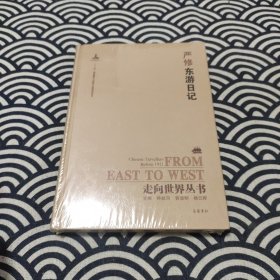 严修东游日记
Chinese Travellers
Before 1911
FROM
EAST TO WEST
走向世界丛书
岳麓书社